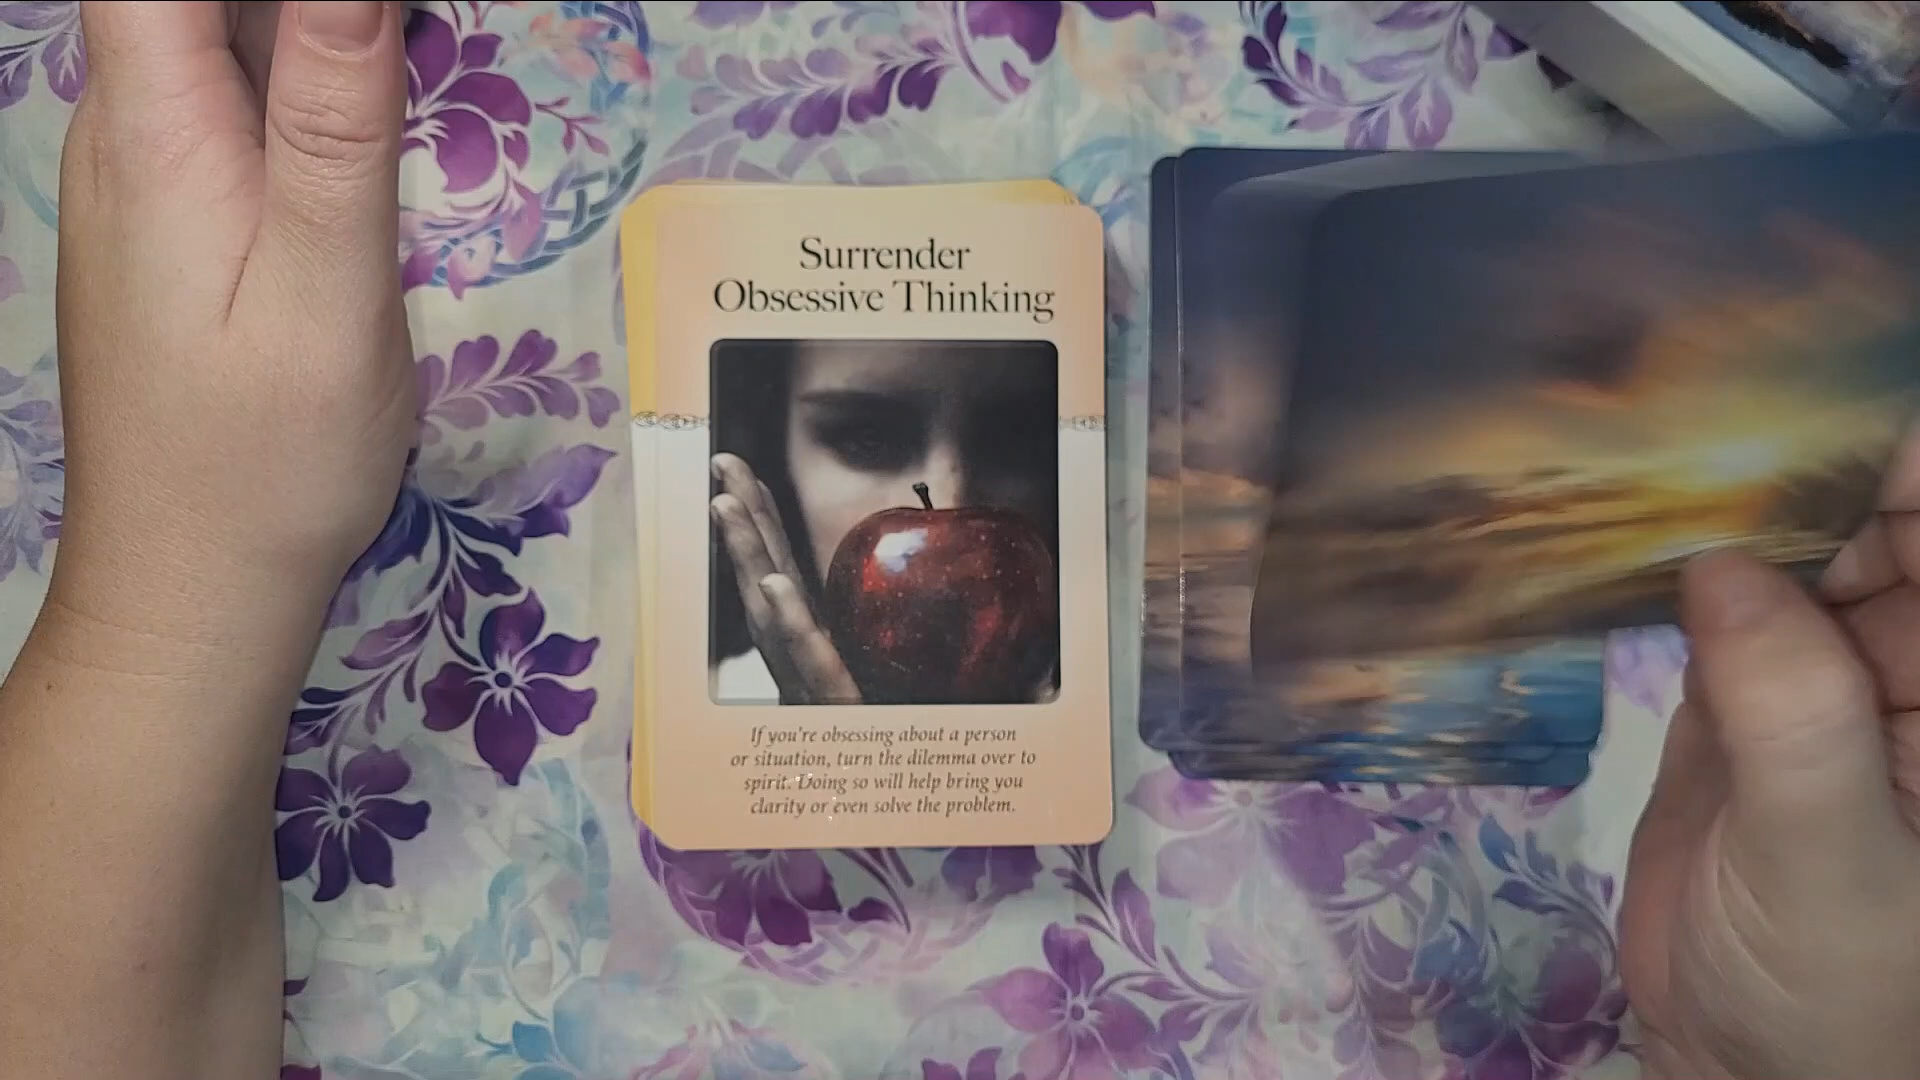 Surrender
Obsessive Thinking
If you're obsessing about a person
or situation, turn the dilemma over to
spirit. Doing so will help bring you
clarity or even solve the problem.